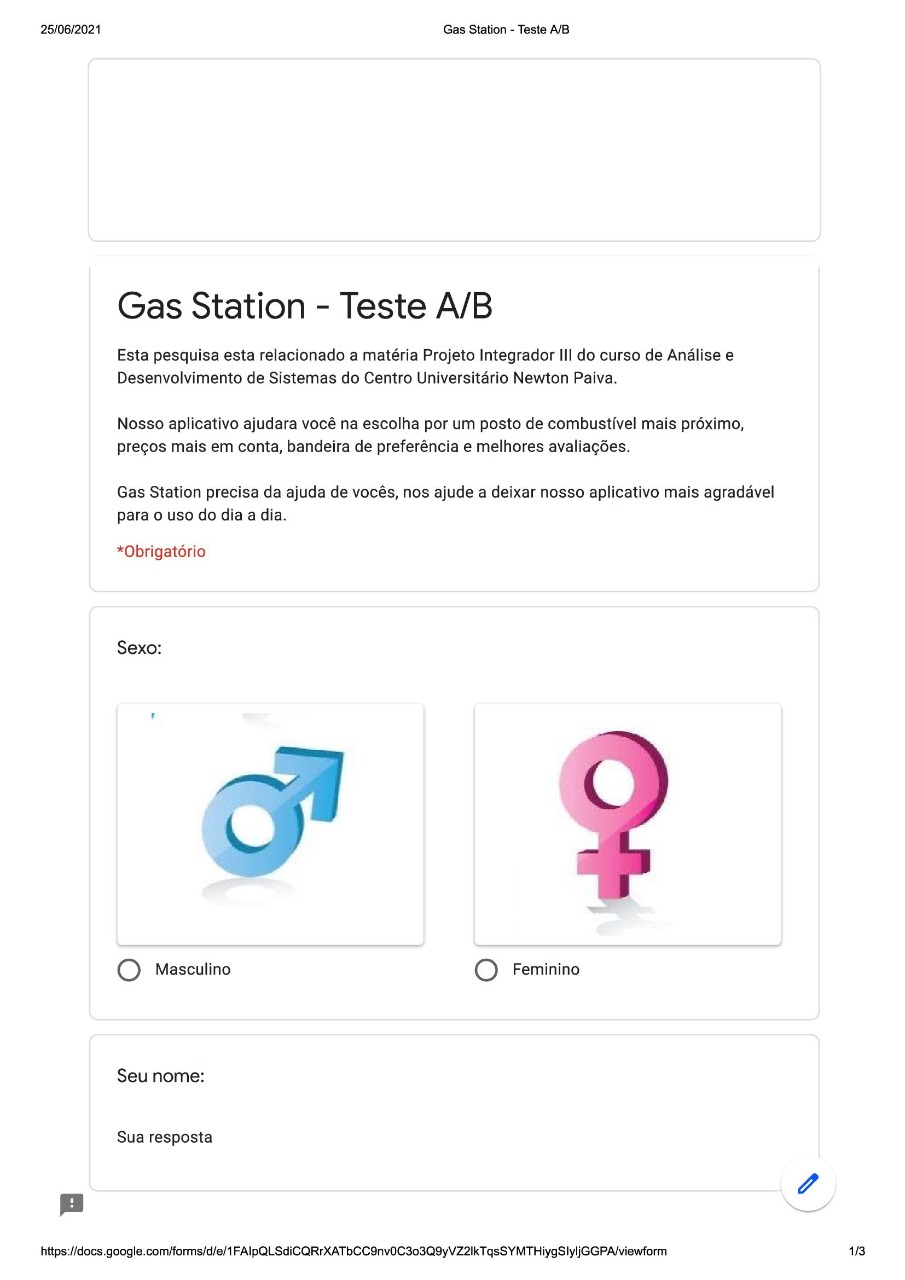 25/06/2021
Gas Station - Teste A/B
Gas Station - Teste A/B
Esta pesquisa esta relacionado a matéria Projeto Integrador III do curso de Análise e
Desenvolvimento de Sistemas do Centro Universitário Newton Paiva.
Nosso aplicativo ajudara você na escolha por um posto de combustível mais próximo,
preços mais em conta, bandeira de preferência e melhores avaliações.
Gas Station precisa da ajuda de vocês, nos ajude a deixar nosso aplicativo mais agradável
para o uso do dia a dia.
*Obrigatório
Sexo:
Masculino
Feminino
Seu nome:
Sua resposta
https://docs.google.com/forms/d/e/1FAIpQLSdiCQRrXATbCC9nv0C3o3Q9yVZ2lkTqsSYMTHiygSIyljGGPA/viewform
1/3